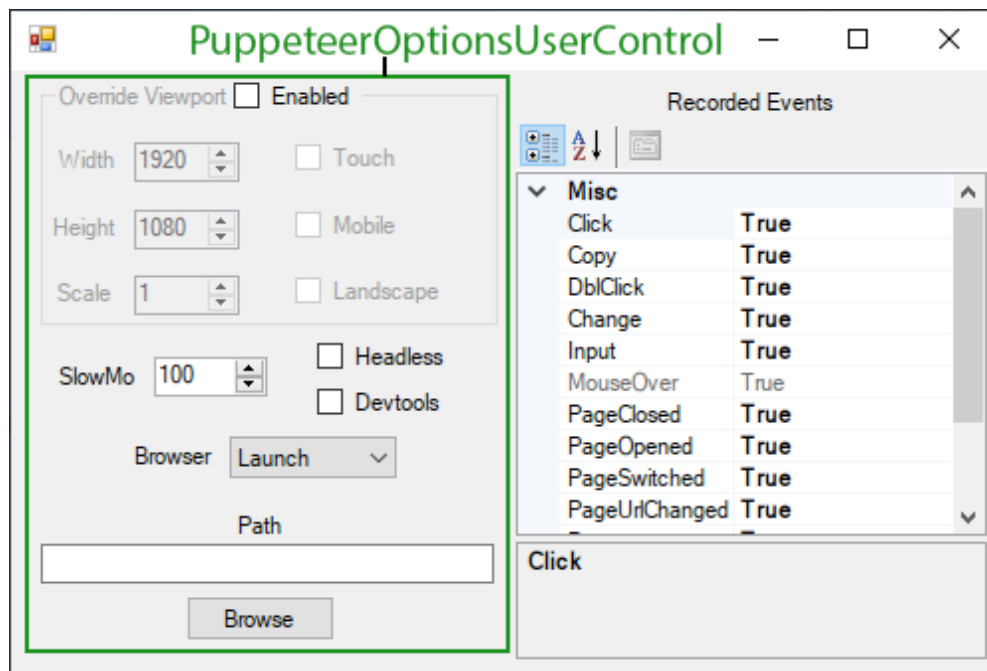 PuppeteerOptionsUserControl
Override Viewport Enabled
Width 1920 Touch
Height 1080 Mobile
Scale 1 Landscape
SlowMo 100 Headless
Devtools
Browser Launch
Path
Browse
Recorded Events
A
Z
Misc
Click True
Copy True
DblClick True
Change True
Input True
MouseOver True
PageClosed True
PageOpened True
PageSwitched True
PageUrlChanged True
Click